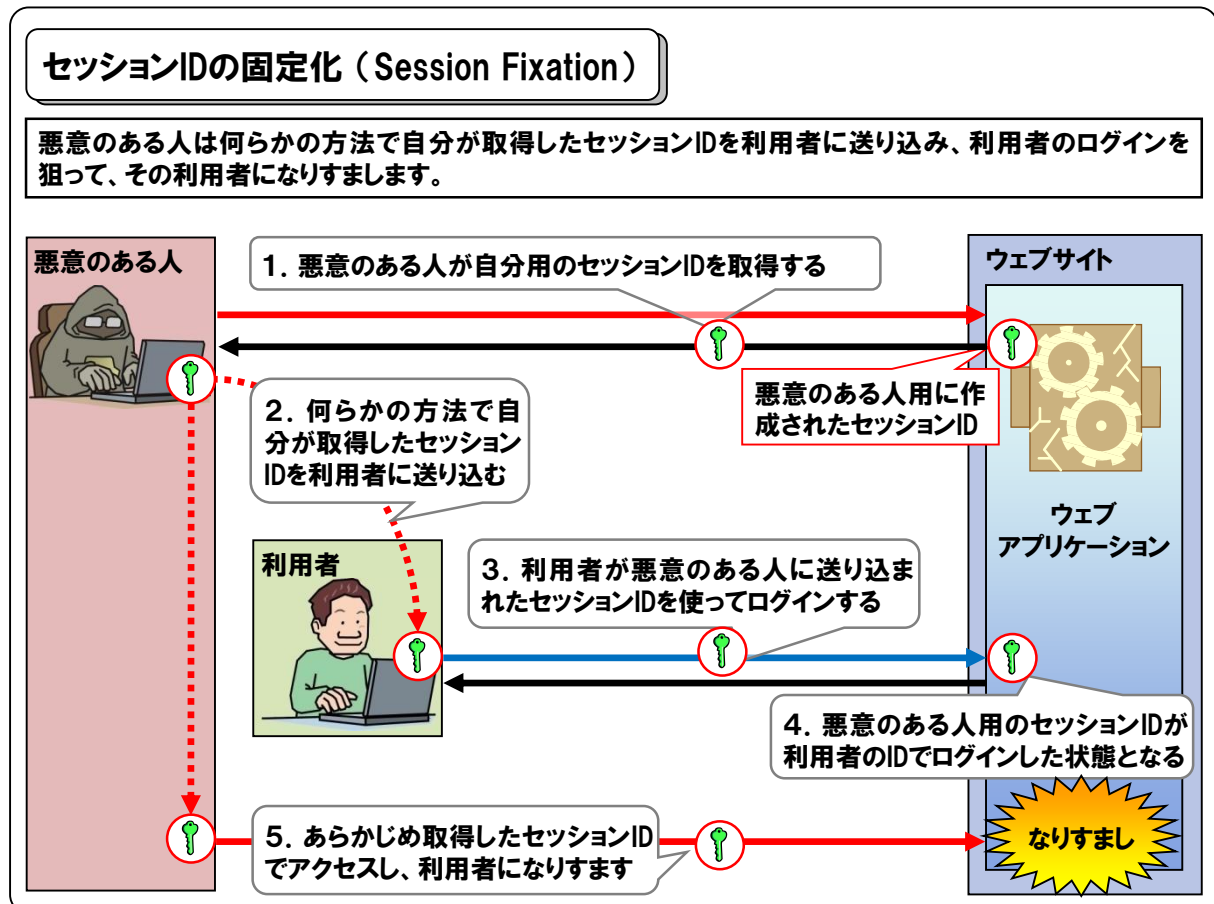 セッションIDの固定化（Session Fixation）
悪意のある人は何らかの方法で自分が取得したセッションIDを利用者に送り込み、利用者のログインを
狙って、その利用者になりすまします。
悪意のある人
1．悪意のある人が自分用のセッションIDを取得する
ウェブサイト
悪意のある人用に作
成されたセッションID
2．何らかの方法で自
分が取得したセッション
IDを利用者に送り込む
ウェブ
アプリケーション
利用者
3．利用者が悪意のある人に送り込ま
れたセッションIDを使ってログインする
4．悪意のある人用のセッションIDが
利用者のIDでログインした状態となる
5．あらかじめ取得したセッションID
でアクセスし、利用者になりすます
なりすまし